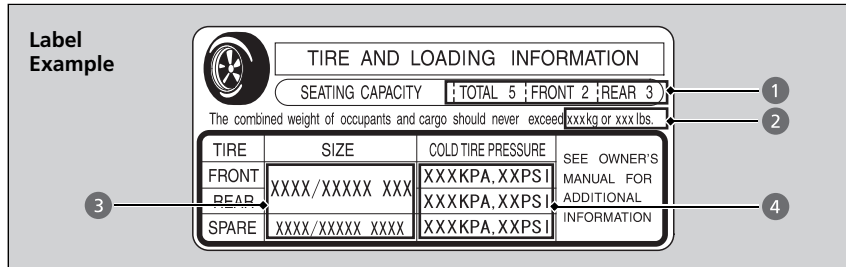 Label
Example
TIRE AND LOADING INFORMATION
SEATING CAPACITY TOTAL 5 FRONT 2 REAR 3
1
The combined weight of occupants and cargo should never exceed xxxkg or xxx lbs.
2
TIRE SIZE COLD TIRE PRESSURE SEE OWNER'S
FRONT XXXX/XXXXX XXX XXXKPA,XXPSI MANUAL FOR
REAR XXXKPA,XXPSI ADDITIONAL
SPARE XXXX/XXXXX XXXX XXXKPA,XXPSI INFORMATION
3
4